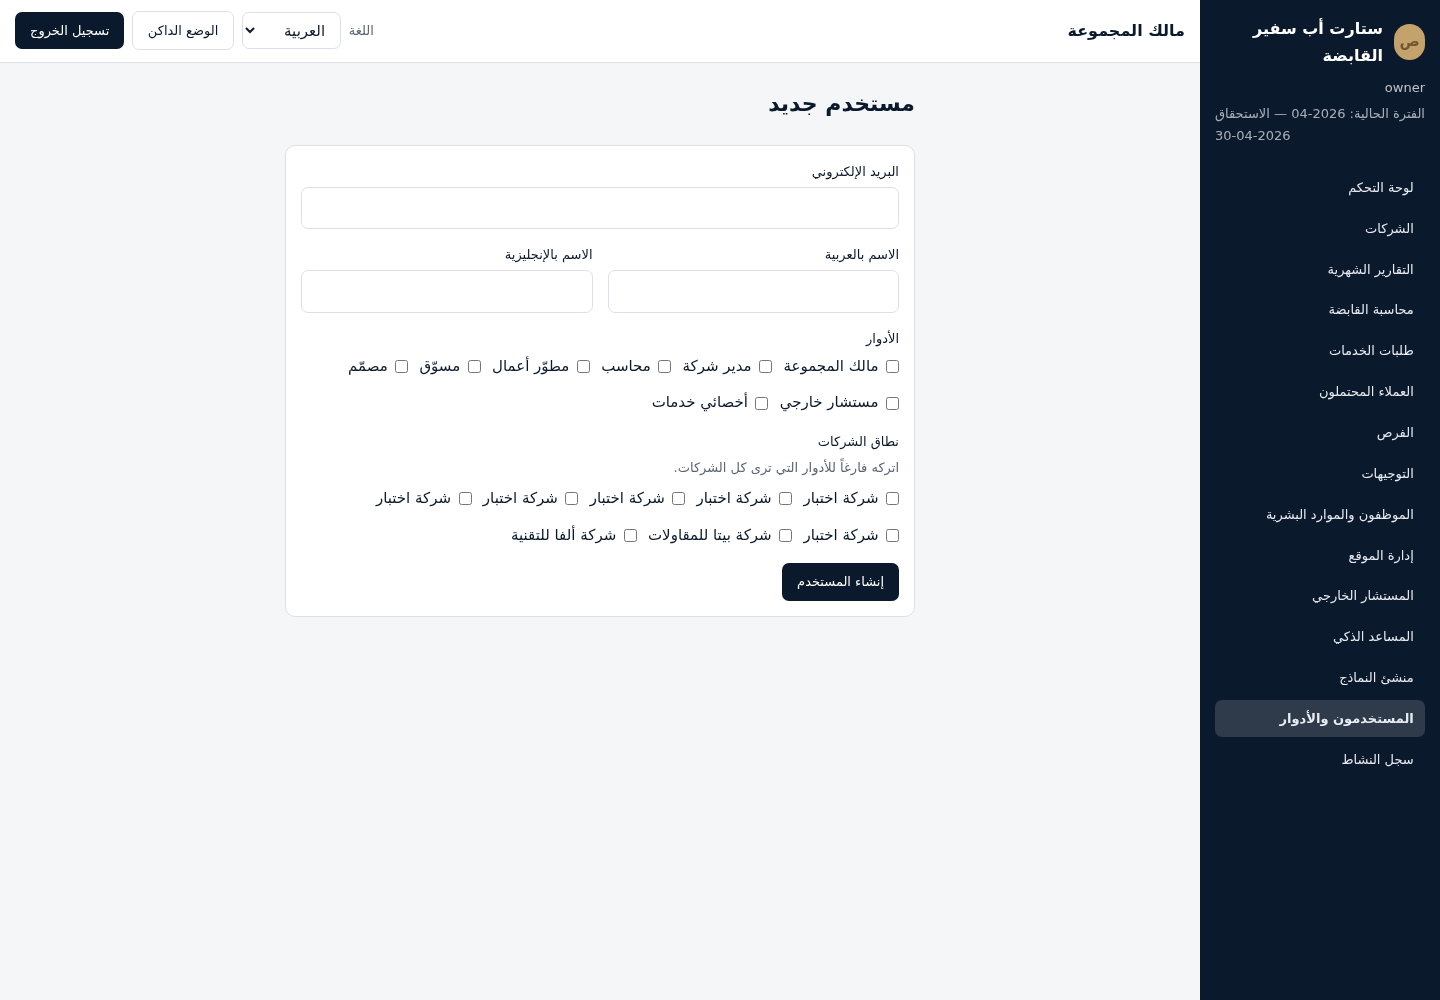 ص
ستارت أب سفير
القابضة
owner
الفترة الحالية: 2026-04 — الاستحقاق
30-04-2026
لوحة التحكم
الشركات
التقارير الشهرية
محاسبة القابضة
طلبات الخدمات
العملاء المحتملون
الفرص
التوجيهات
الموظفون والموارد البشرية
إدارة الموقع
المستشار الخارجي
المساعد الذكي
منشئ النماذج
المستخدمون والأدوار
سجل النشاط
مالك المجموعة
اللغة العربية الوضع الداكن تسجيل الخروج
مستخدم جديد
البريد الإلكتروني
الاسم بالعربية الاسم بالإنجليزية
الأدوار
مالك المجموعة مدير شركة محاسب مطوّر أعمال مسوّق مصمّم
مستشار خارجي أخصائي خدمات
نطاق الشركات
اتركه فارغاً للأدوار التي ترى كل الشركات.
شركة اختبار شركة اختبار شركة اختبار شركة اختبار شركة اختبار
شركة اختبار شركة بيتا للمقاولات شركة ألفا للتقنية
إنشاء المستخدم